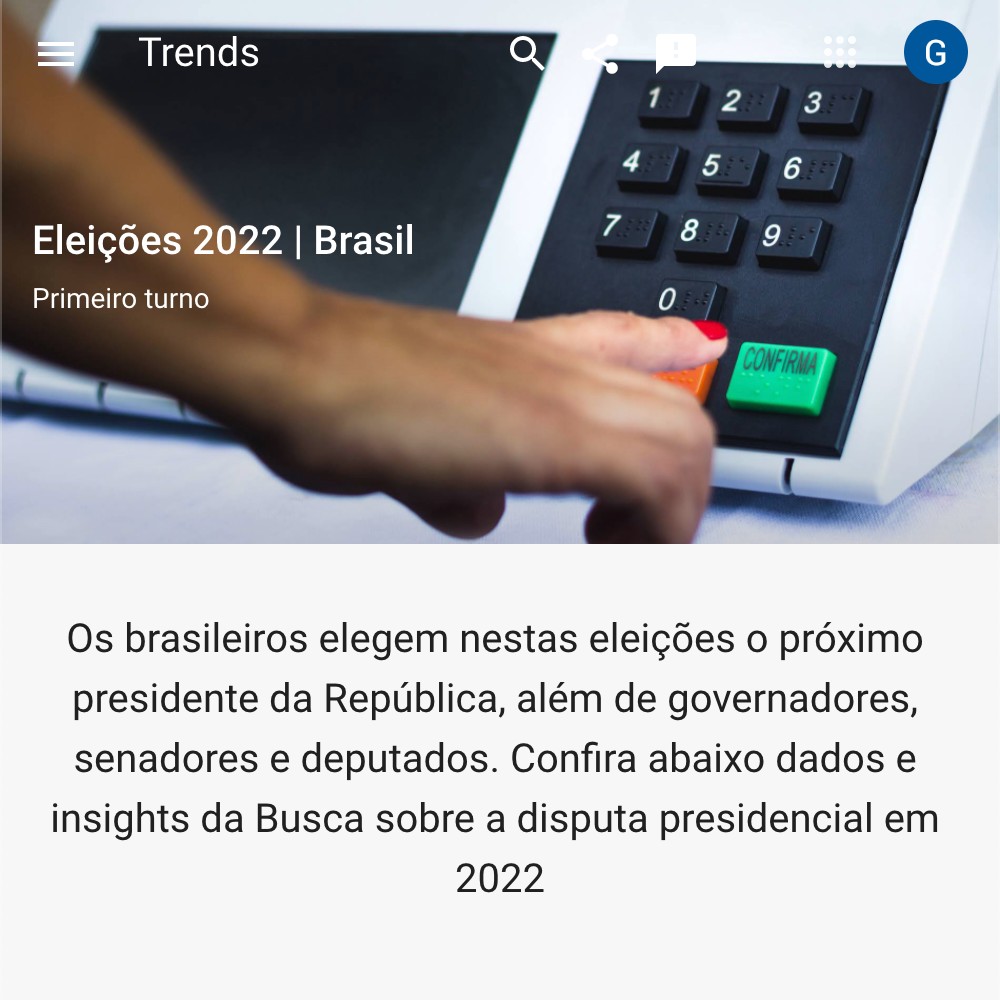 Trends
G
1 2 3
4 5 6
7 8 9
0
CONFIRMA
Eleições 2022 | Brasil
Primeiro turno
Os brasileiros elegem nestas eleições o próximo
presidente da República, além de governadores,
senadores e deputados. Confira abaixo dados e
insights da Busca sobre a disputa presidencial em
2022